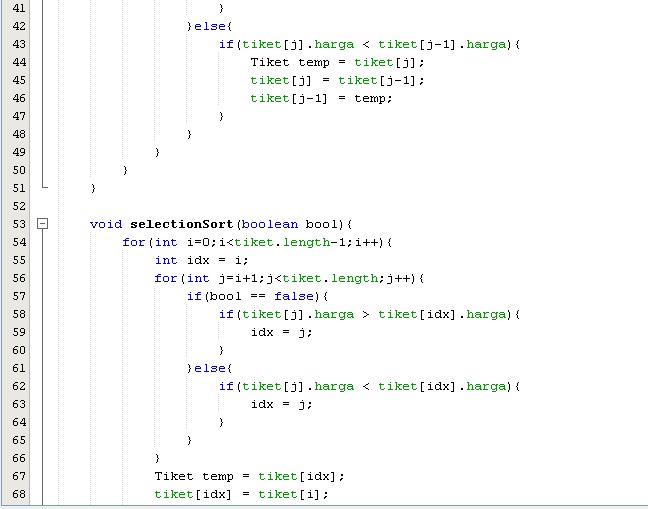 41 }
42 }else{
43 if(tiket[j].harga < tiket[j-1].harga){
44 Tiket temp = tiket[j];
45 tiket[j] = tiket[j-1];
46 tiket[j-1] = temp;
47 }
48 }
49 }
50 }
51 }
52
53 void selectionSort(boolean bool){
54 for(int i=0;i<tiket.length-1;i++){
55 int idx = i;
56 for(int j=i+1;j<tiket.length;j++){
57 if(bool == false){
58 if(tiket[j].harga > tiket[idx].harga){
59 idx = j;
60 }
61 }else{
62 if(tiket[j].harga < tiket[idx].harga){
63 idx = j;
64 }
65 }
66 }
67 Tiket temp = tiket[idx];
68 tiket[idx] = tiket[i];